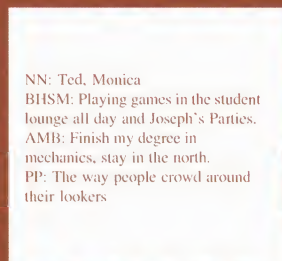 NN: Ted, Monica
BHSM: Playing games in the student
lounge all day and Joseph's Parties.
AMB: Finish my degree in
mechanics, stay in the north.
PP: The way people crowd around
their lookers